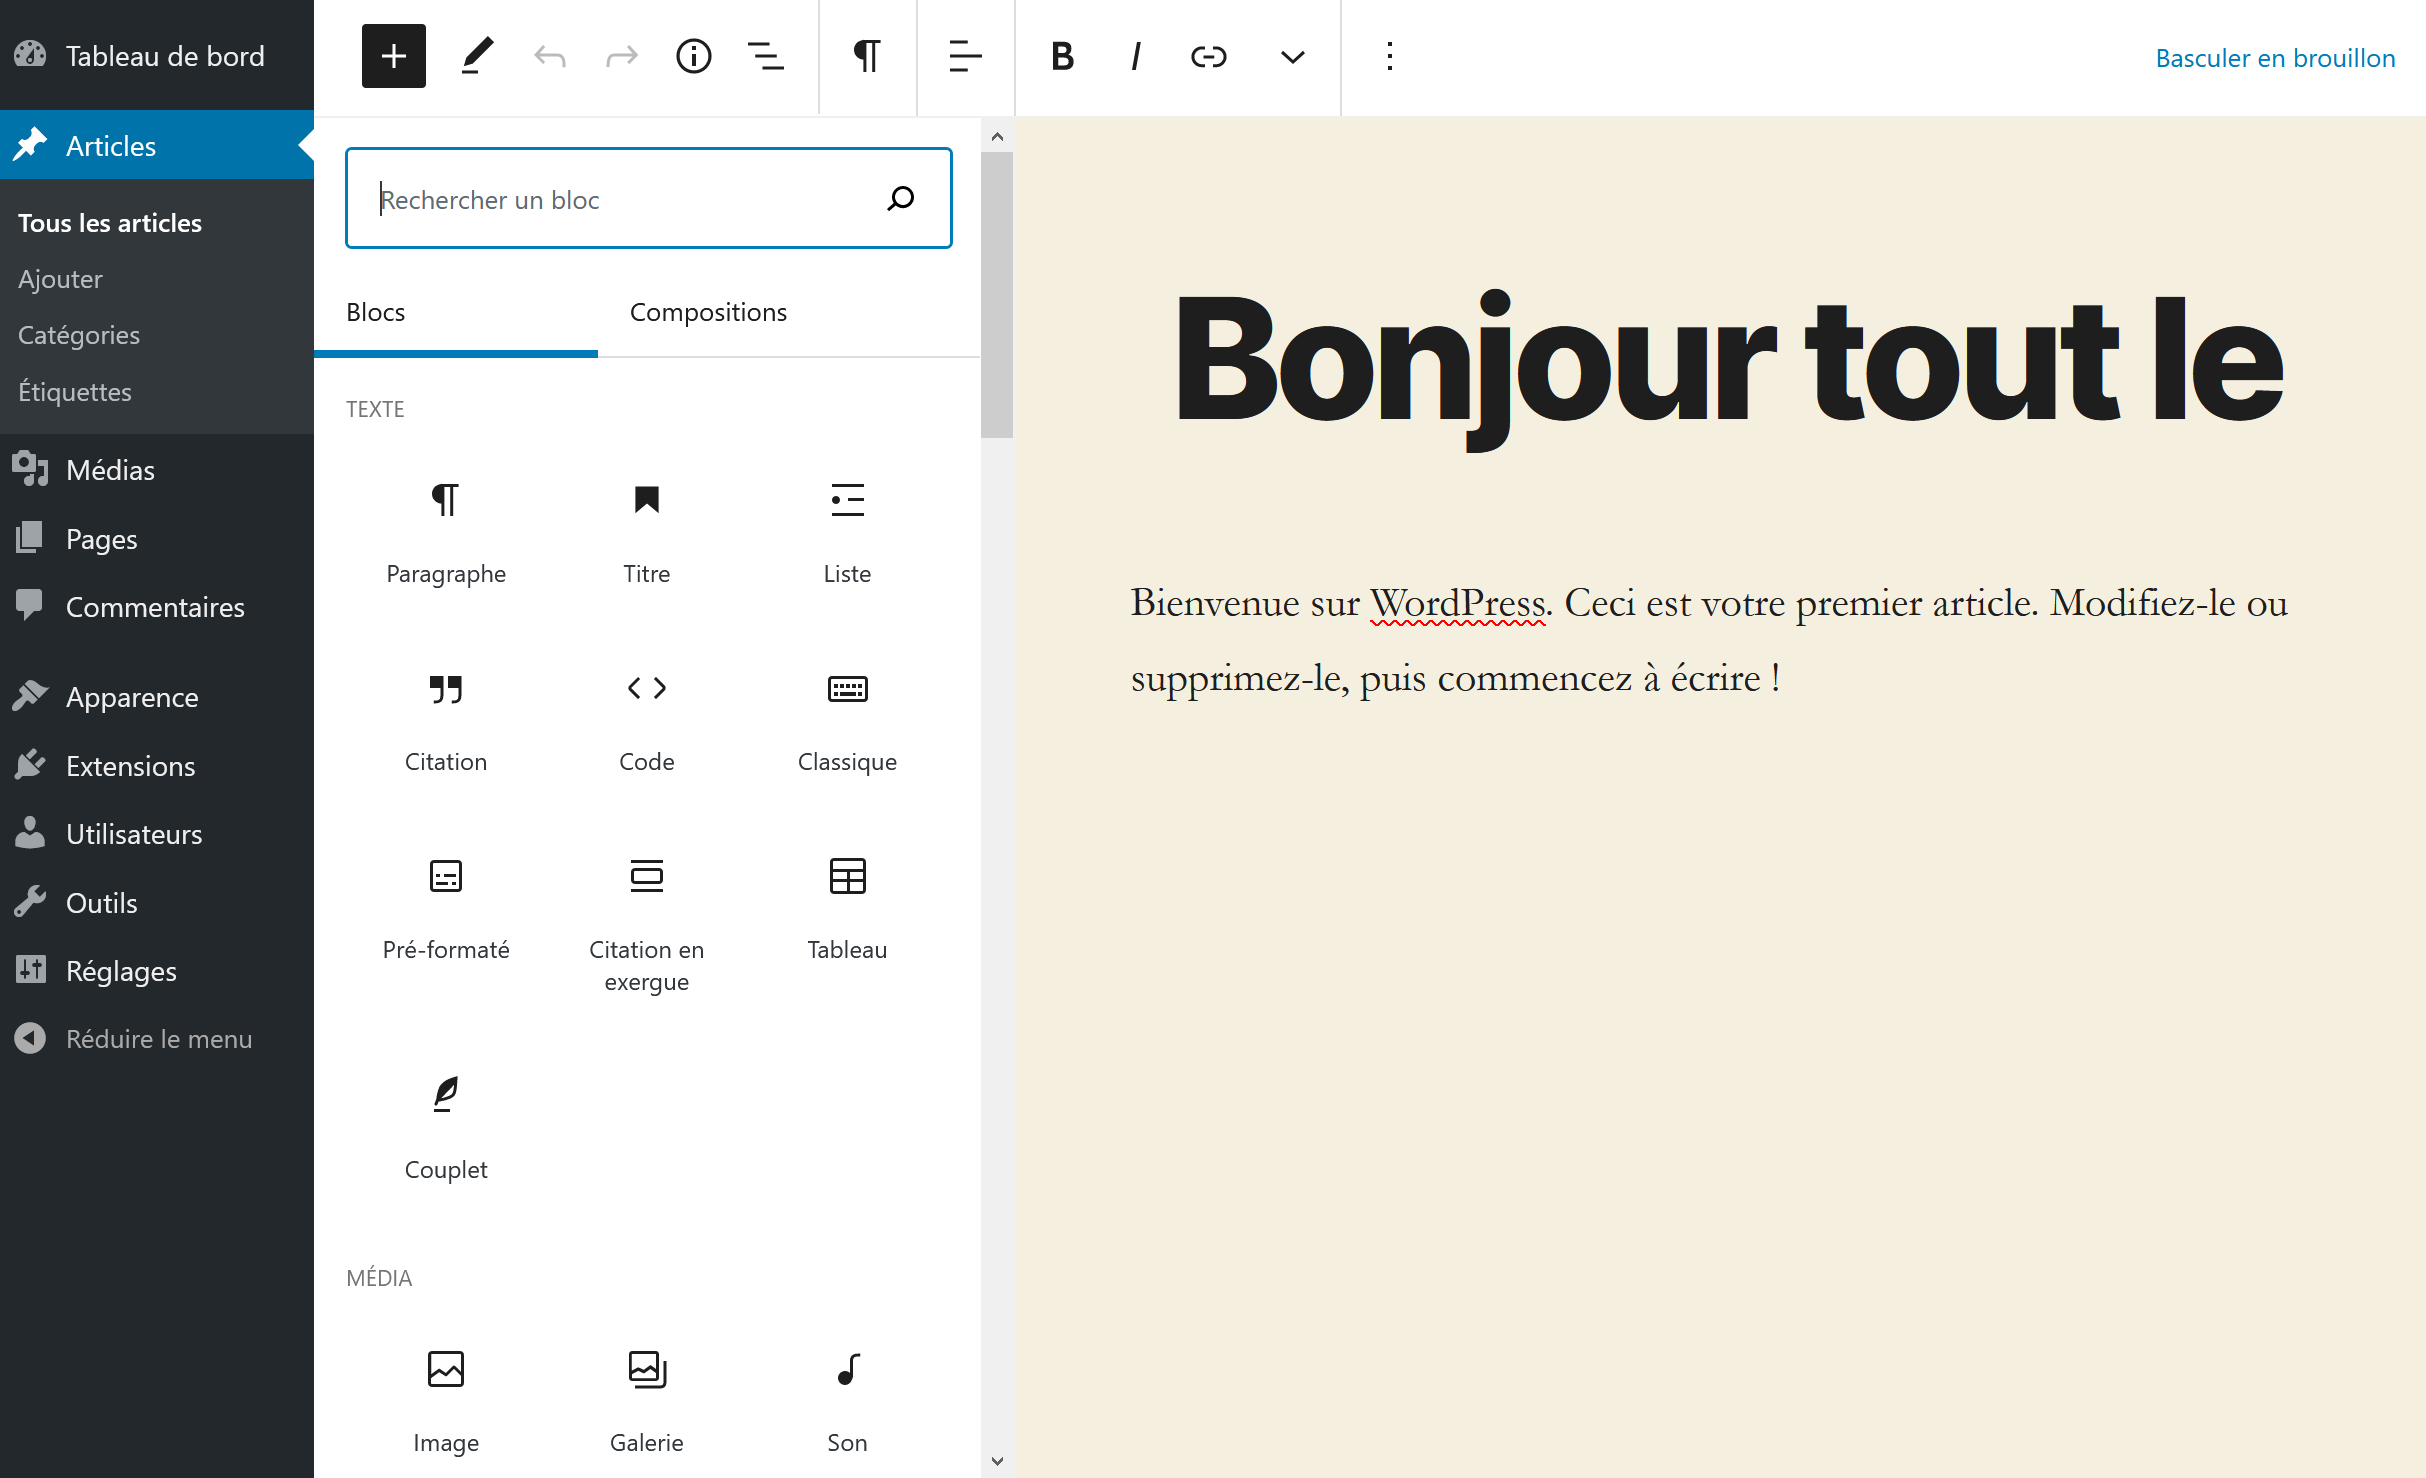 Tableau de bord
Articles
Tous les articles
Ajouter
Catégories
Étiquettes
Médias
Pages
Commentaires
Apparence
Extensions
Utilisateurs
Outils
Réglages
Réduire le menu
B I
Basculer en brouillon
Rechercher un bloc
Blocs Compositions
TEXTE
Paragraphe Titre Liste
Citation Code Classique
Pré-formaté Citation en Tableau
exergue
Couplet
MÉDIA
Image Galerie Son
Bonjour tout le
Bienvenue sur WordPress. Ceci est votre premier article. Modifiez-le ou
supprimez-le, puis commencez à écrire !